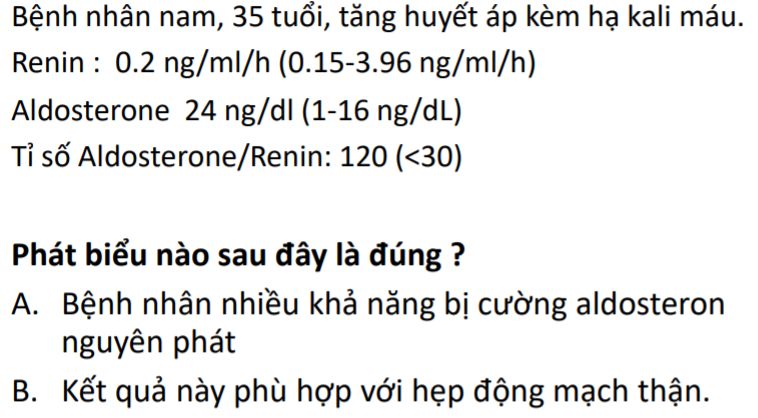 Bệnh nhân nam, 35 tuổi, tăng huyết áp kèm hạ kali máu.
Renin : 0.2 ng/ml/h (0.15-3.96 ng/ml/h)
Aldosterone 24 ng/dl (1-16 ng/dL)
Tỉ số Aldosterone/Renin: 120 (<30)
Phát biểu nào sau đây là đúng ?
A. Bệnh nhân nhiều khả năng bị cường aldosteron
nguyên phát
B. Kết quả này phù hợp với hẹp động mạch thận.